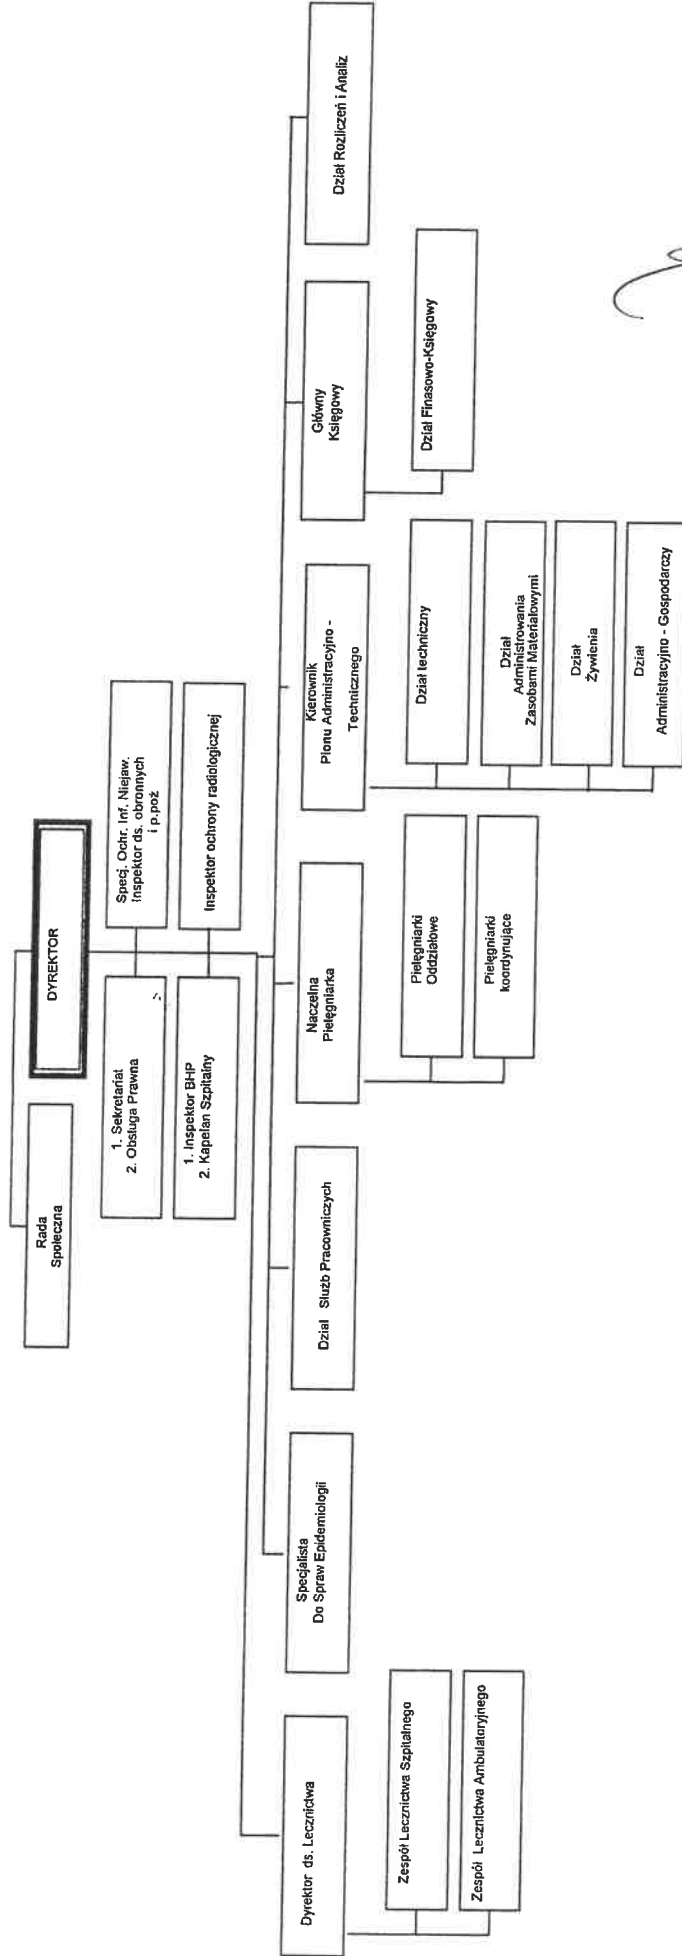 DYREKTOR
Rada
Społeczna
1. Sekretariat
2. Obsługa Prawna
Specj. Ochr. Inf. Niejaw.
Inspektor ds. obronnych
i p.poż
1. Inspektor BHP
2. Kapelan Szpitalny
Inspektor ochrony radiologicznej
Dyrektor ds. Lecznictwa
Specjalista
Do Spraw Epidemiologii
Dział Służb Pracowniczych
Naczelna
Pielęgniarka
Kierownik
Pionu Administracyjno -
Technicznego
Główny
Księgowy
Dział Rozliczeń i Analiz
Zespół Lecznictwa Szpitalnego
Zespół Lecznictwa Ambulatoryjnego
Pielęgniarki
Oddziałowe
Pielęgniarki
koordynujące
Dział techniczny
Dział
Administrowania
Zasobami Materiałowymi
Dział
Żywienia
Dział
Administracyjno - Gospodarczy
Dział Finasowo-Księgowy